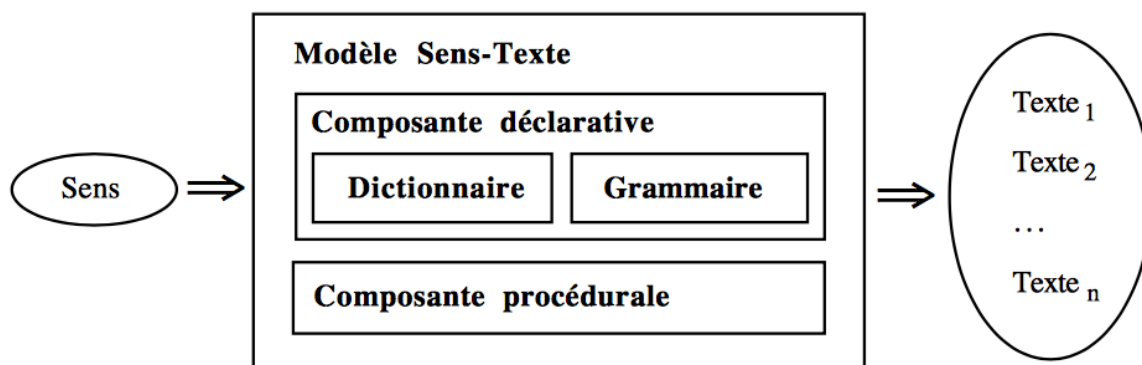 Modèle Sens-Texte
Composante déclarative
Sens
Dictionnaire
Grammaire
Composante procédurale
Texte 1
Texte 2
...
Texte n